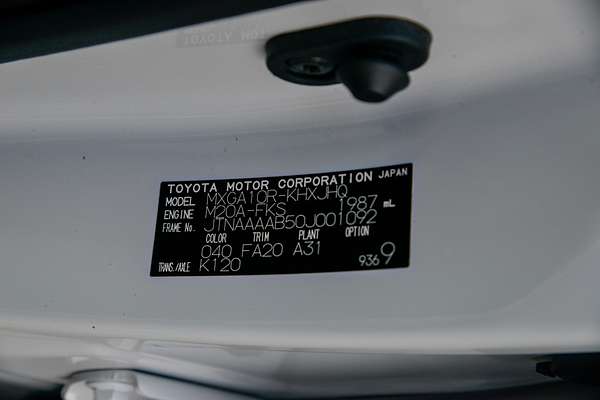 TOYOTA MOTOR CORPORATION JAPAN
MODEL MXGA10R-KHXJHQ
ENGINE M20A-FKS 1987 mL
FRAME No. JTNAAAAB50J001092
COLOR TRIM PLANT OPTION
040 FA20 A31
TRANS./AXLE K120 9369